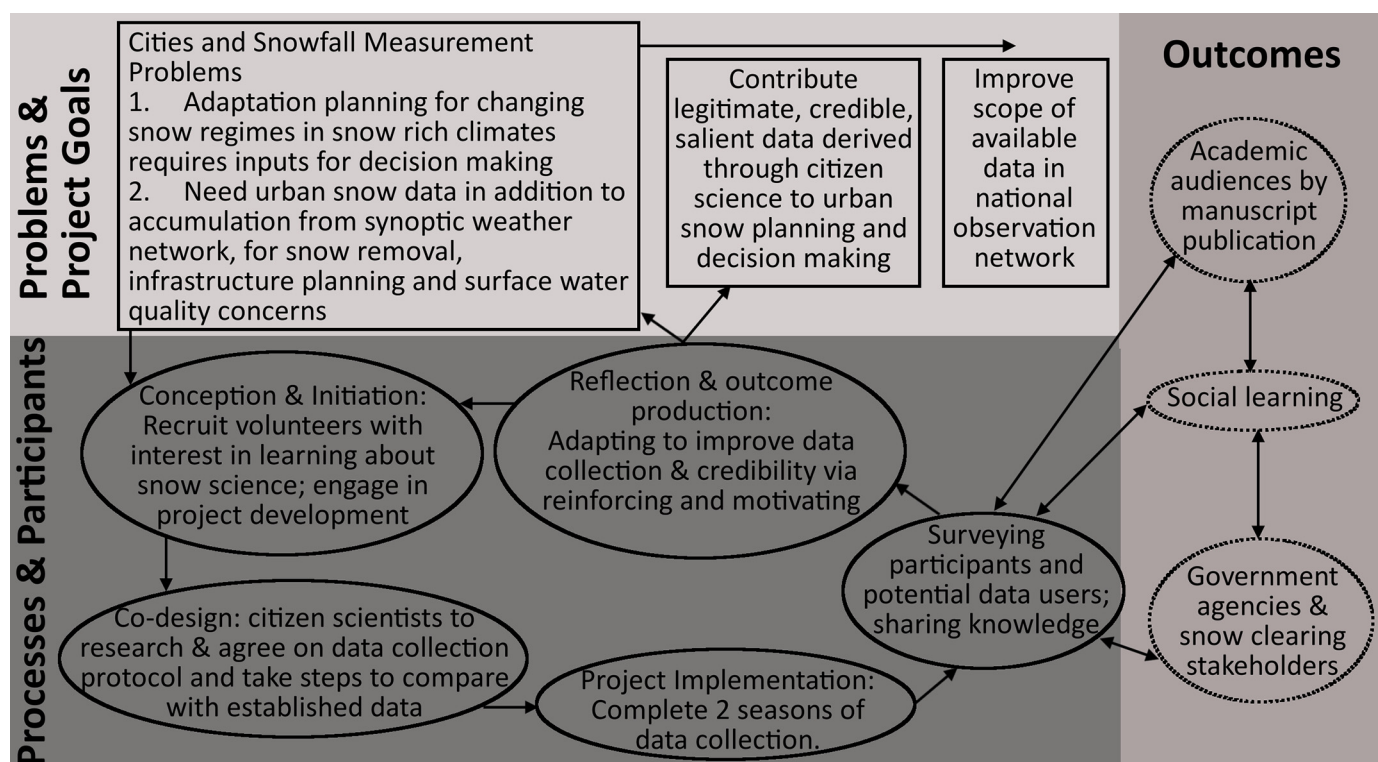 Problems &
Project Goals
Cities and Snowfall Measurement
Problems
1. Adaptation planning for changing
snow regimes in snow rich climates
requires inputs for decision making
2. Need urban snow data in addition to
accumulation from synoptic weather
network, for snow removal,
infrastructure planning and surface water
quality concerns
Contribute
legitimate, credible,
salient data derived
through citizen
science to urban
snow planning and
decision making
Improve
scope of
available
data in
national
observation
network
Outcomes
Academic
audiences by
manuscript
publication
Social learning
Government
agencies &
snow clearing
stakeholders
Processes & Participants
Conception & Initiation:
Recruit volunteers with
interest in learning about
snow science; engage in
project development
Reflection & outcome
production:
Adapting to improve data
collection & credibility via
reinforcing and motivating
Surveying
participants and
potential data users;
sharing knowledge
Co-design: citizen scientists to
research & agree on data collection
protocol and take steps to compare
with established data
Project Implementation:
Complete 2 seasons of
data collection.